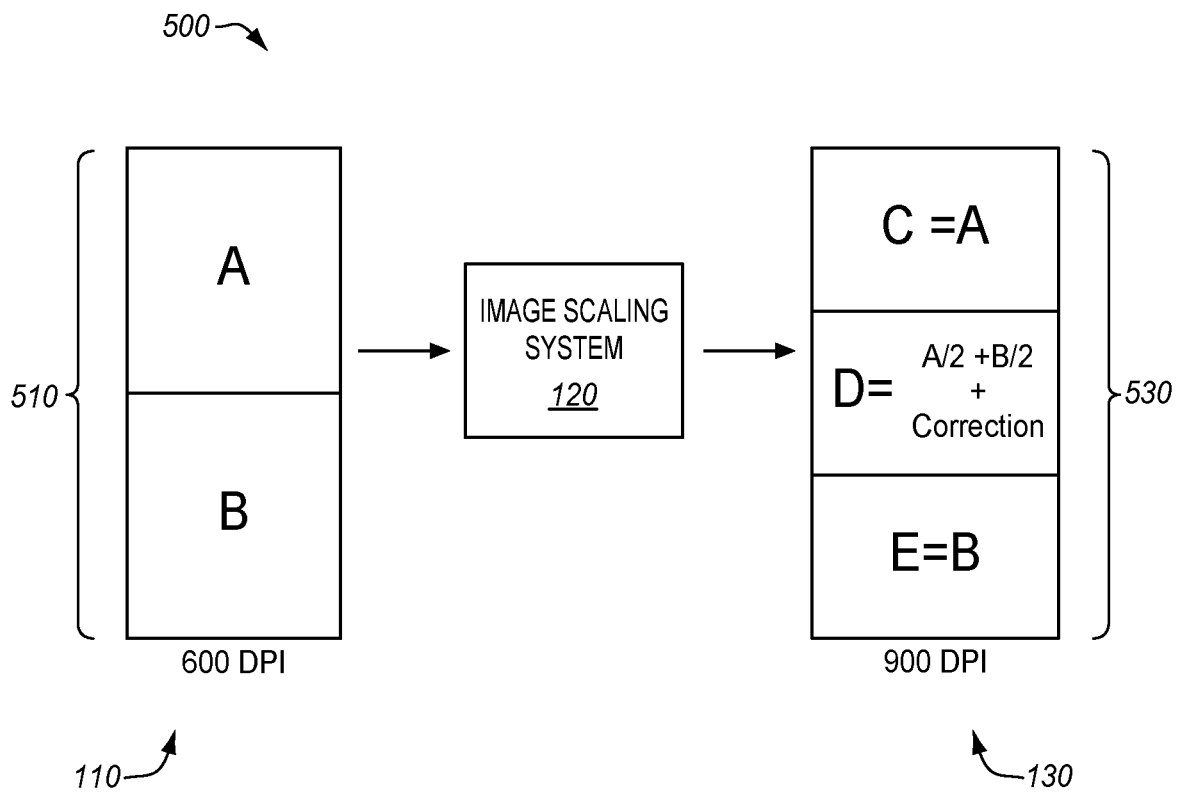 500
A
B
510
600 DPI
110
IMAGE SCALING
SYSTEM
120
C =A
D=
A/2 +B/2
+
Correction
E=B
530
900 DPI
130